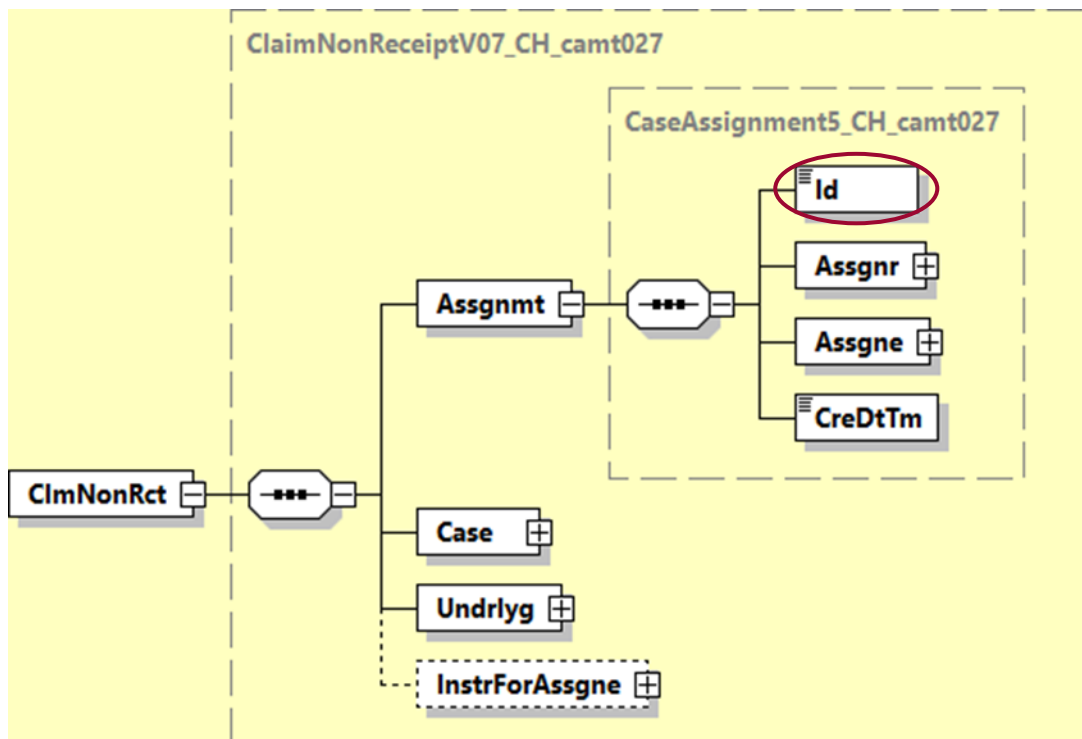 ClaimNonReceiptV07_CH_camt027
CaseAssignment5_CH_camt027
Id
Assgnr
Assgnmt
Assgne
CreDtTm
ClmNonRct
Case
Undrlyg
InstrForAssgne